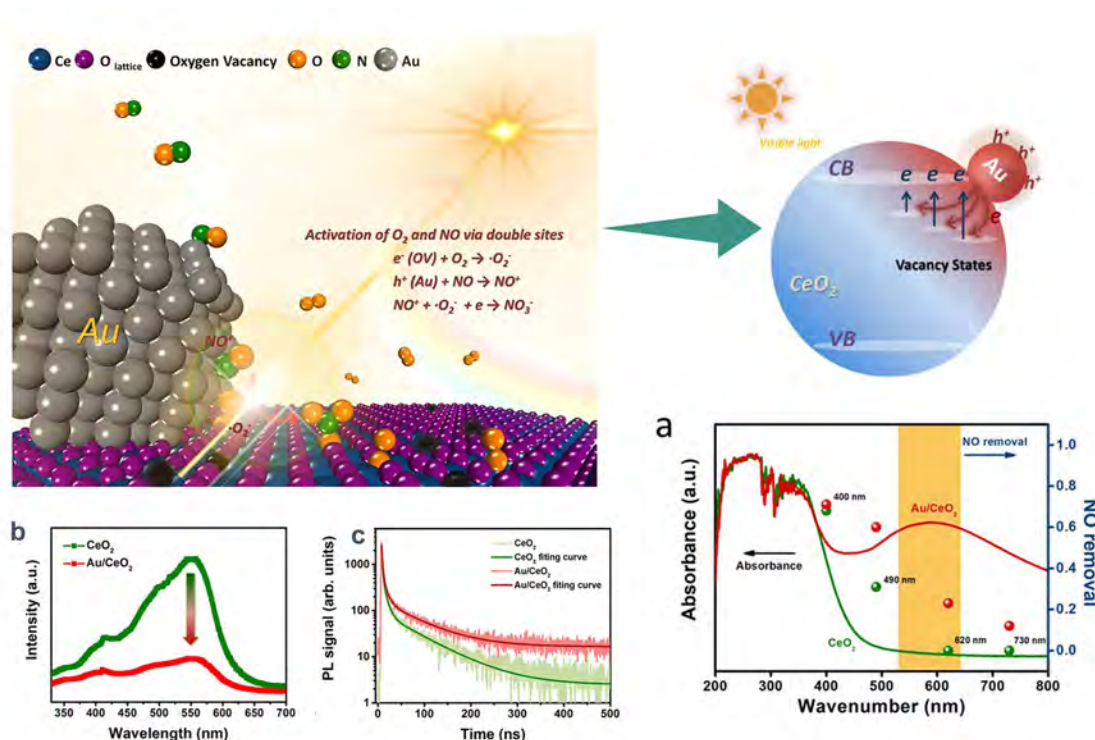 Ce O lattice Oxygen Vacancy O N Au
Activation of O₂ and NO via double sites
e⁻ (OV) + O₂ → ·O₂⁻
h⁺ (Au) + NO → NO⁺
NO⁺ + ·O₂⁻ + e → NO₃⁻
Au
NO⁺
·O₂⁻
Visible light
CB
e e e
h⁺
h⁺
h⁺
Au
e
Vacancy States
CeO₂
VB
a
NO removal
Absorbance (a.u.)
NO removal
1.0
0.8
0.6
0.4
0.2
0.0
400 nm
Au/CeO₂
Absorbance
490 nm
620 nm
730 nm
CeO₂
200 300 400 500 600 700 800
Wavenumber (nm)
b
CeO₂
Au/CeO₂
Intensity (a.u.)
350 400 450 500 550 600 650 700
Wavelength (nm)
c
CeO₂
CeO₂ fiting curve
Au/CeO₂
Au/CeO₂ fiting curve
PL signal (arb. units)
1000
100
10
1
0 100 200 300 400 500
Time (ns)